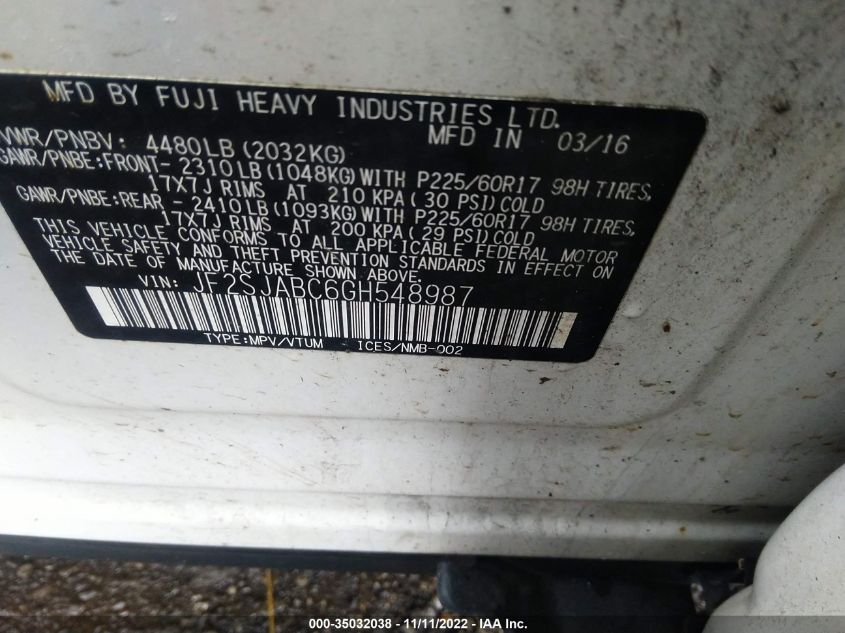 MFD BY FUJI HEAVY INDUSTRIES LTD.
MFD IN 03/16
VWR/PNBV: 4480LB (2032KG)
GAWR/PNBE:FRONT- 2310LB (1048KG) WITH P225/60R17 98H TIRES,
17X7J RIMS AT 210 KPA ( 30 PSI) COLD
GAWR/PNBE:REAR - 2410LB (1093KG) WITH P225/60R17 98H TIRES,
17X7J RIMS AT 200 KPA ( 29 PSI) COLD
THIS VEHICLE CONFORMS TO ALL APPLICABLE FEDERAL MOTOR
VEHICLE SAFETY AND THEFT PREVENTION STANDARDS IN EFFECT ON
THE DATE OF MANUFACTURE SHOWN ABOVE.
VIN: JF2SJABC6GH548987
TYPE:MPV/VTUM ICES/NMB-002
000-35032038 - 11/11/2022 - IAA Inc.